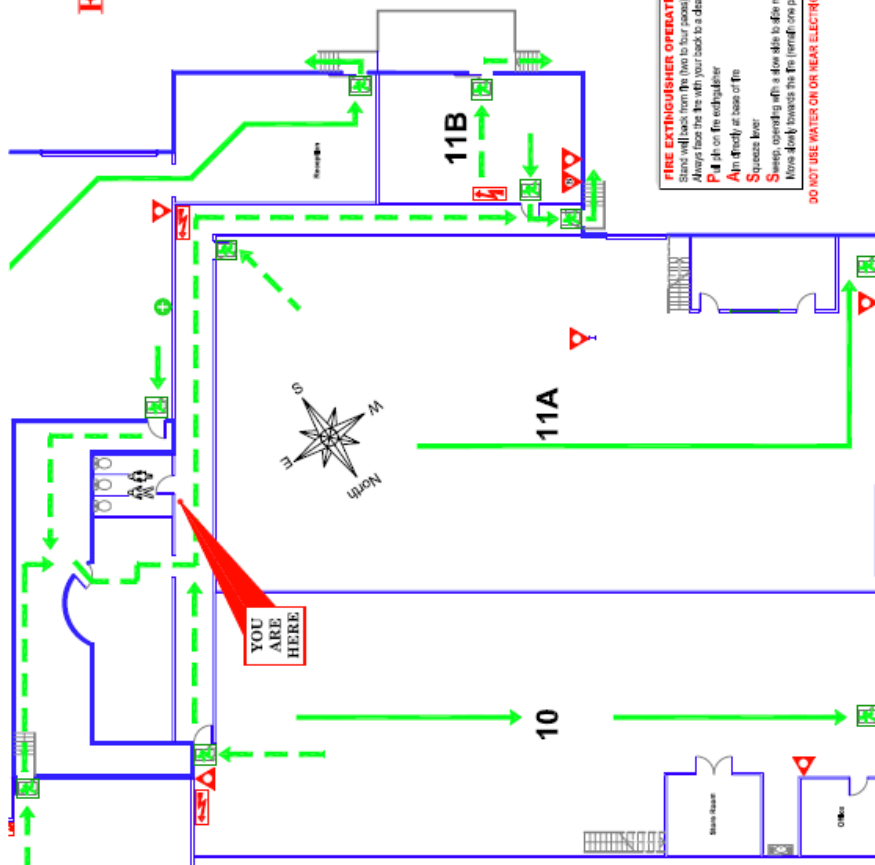 FIRE EXTINGUISHER OPERATI
Stand well back from fire (two to four paces)
Always face the fire with your back to a clea
Pull pin on fire extinguisher
Aim directly at base of fire
Squeeze lever
Sweep, operating with a slow side to side m
Move slowly towards the fire (remain one p
DO NOT USE WATER ON OR NEAR ELECTRI
Reception
11B
S
W
E
North
11A
YOU
ARE
HERE
10
Store Room
Office